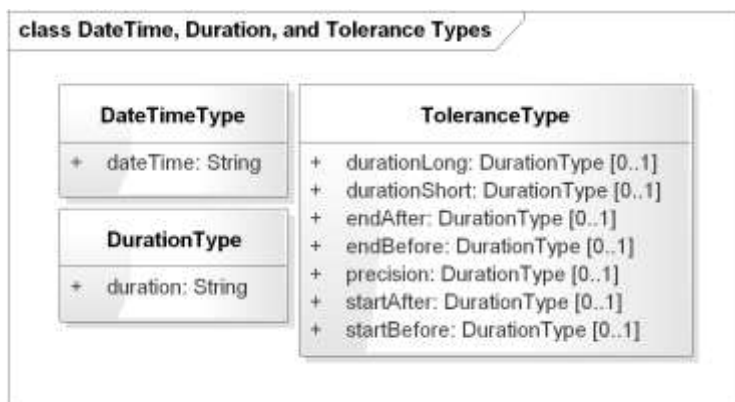 class DateTime, Duration, and Tolerance Types
DateTimeType
+ dateTime: String
DurationType
+ duration: String
ToleranceType
+ durationLong: DurationType [0..1]
+ durationShort: DurationType [0..1]
+ endAfter: DurationType [0..1]
+ endBefore: DurationType [0..1]
+ precision: DurationType [0..1]
+ startAfter: DurationType [0..1]
+ startBefore: DurationType [0..1]